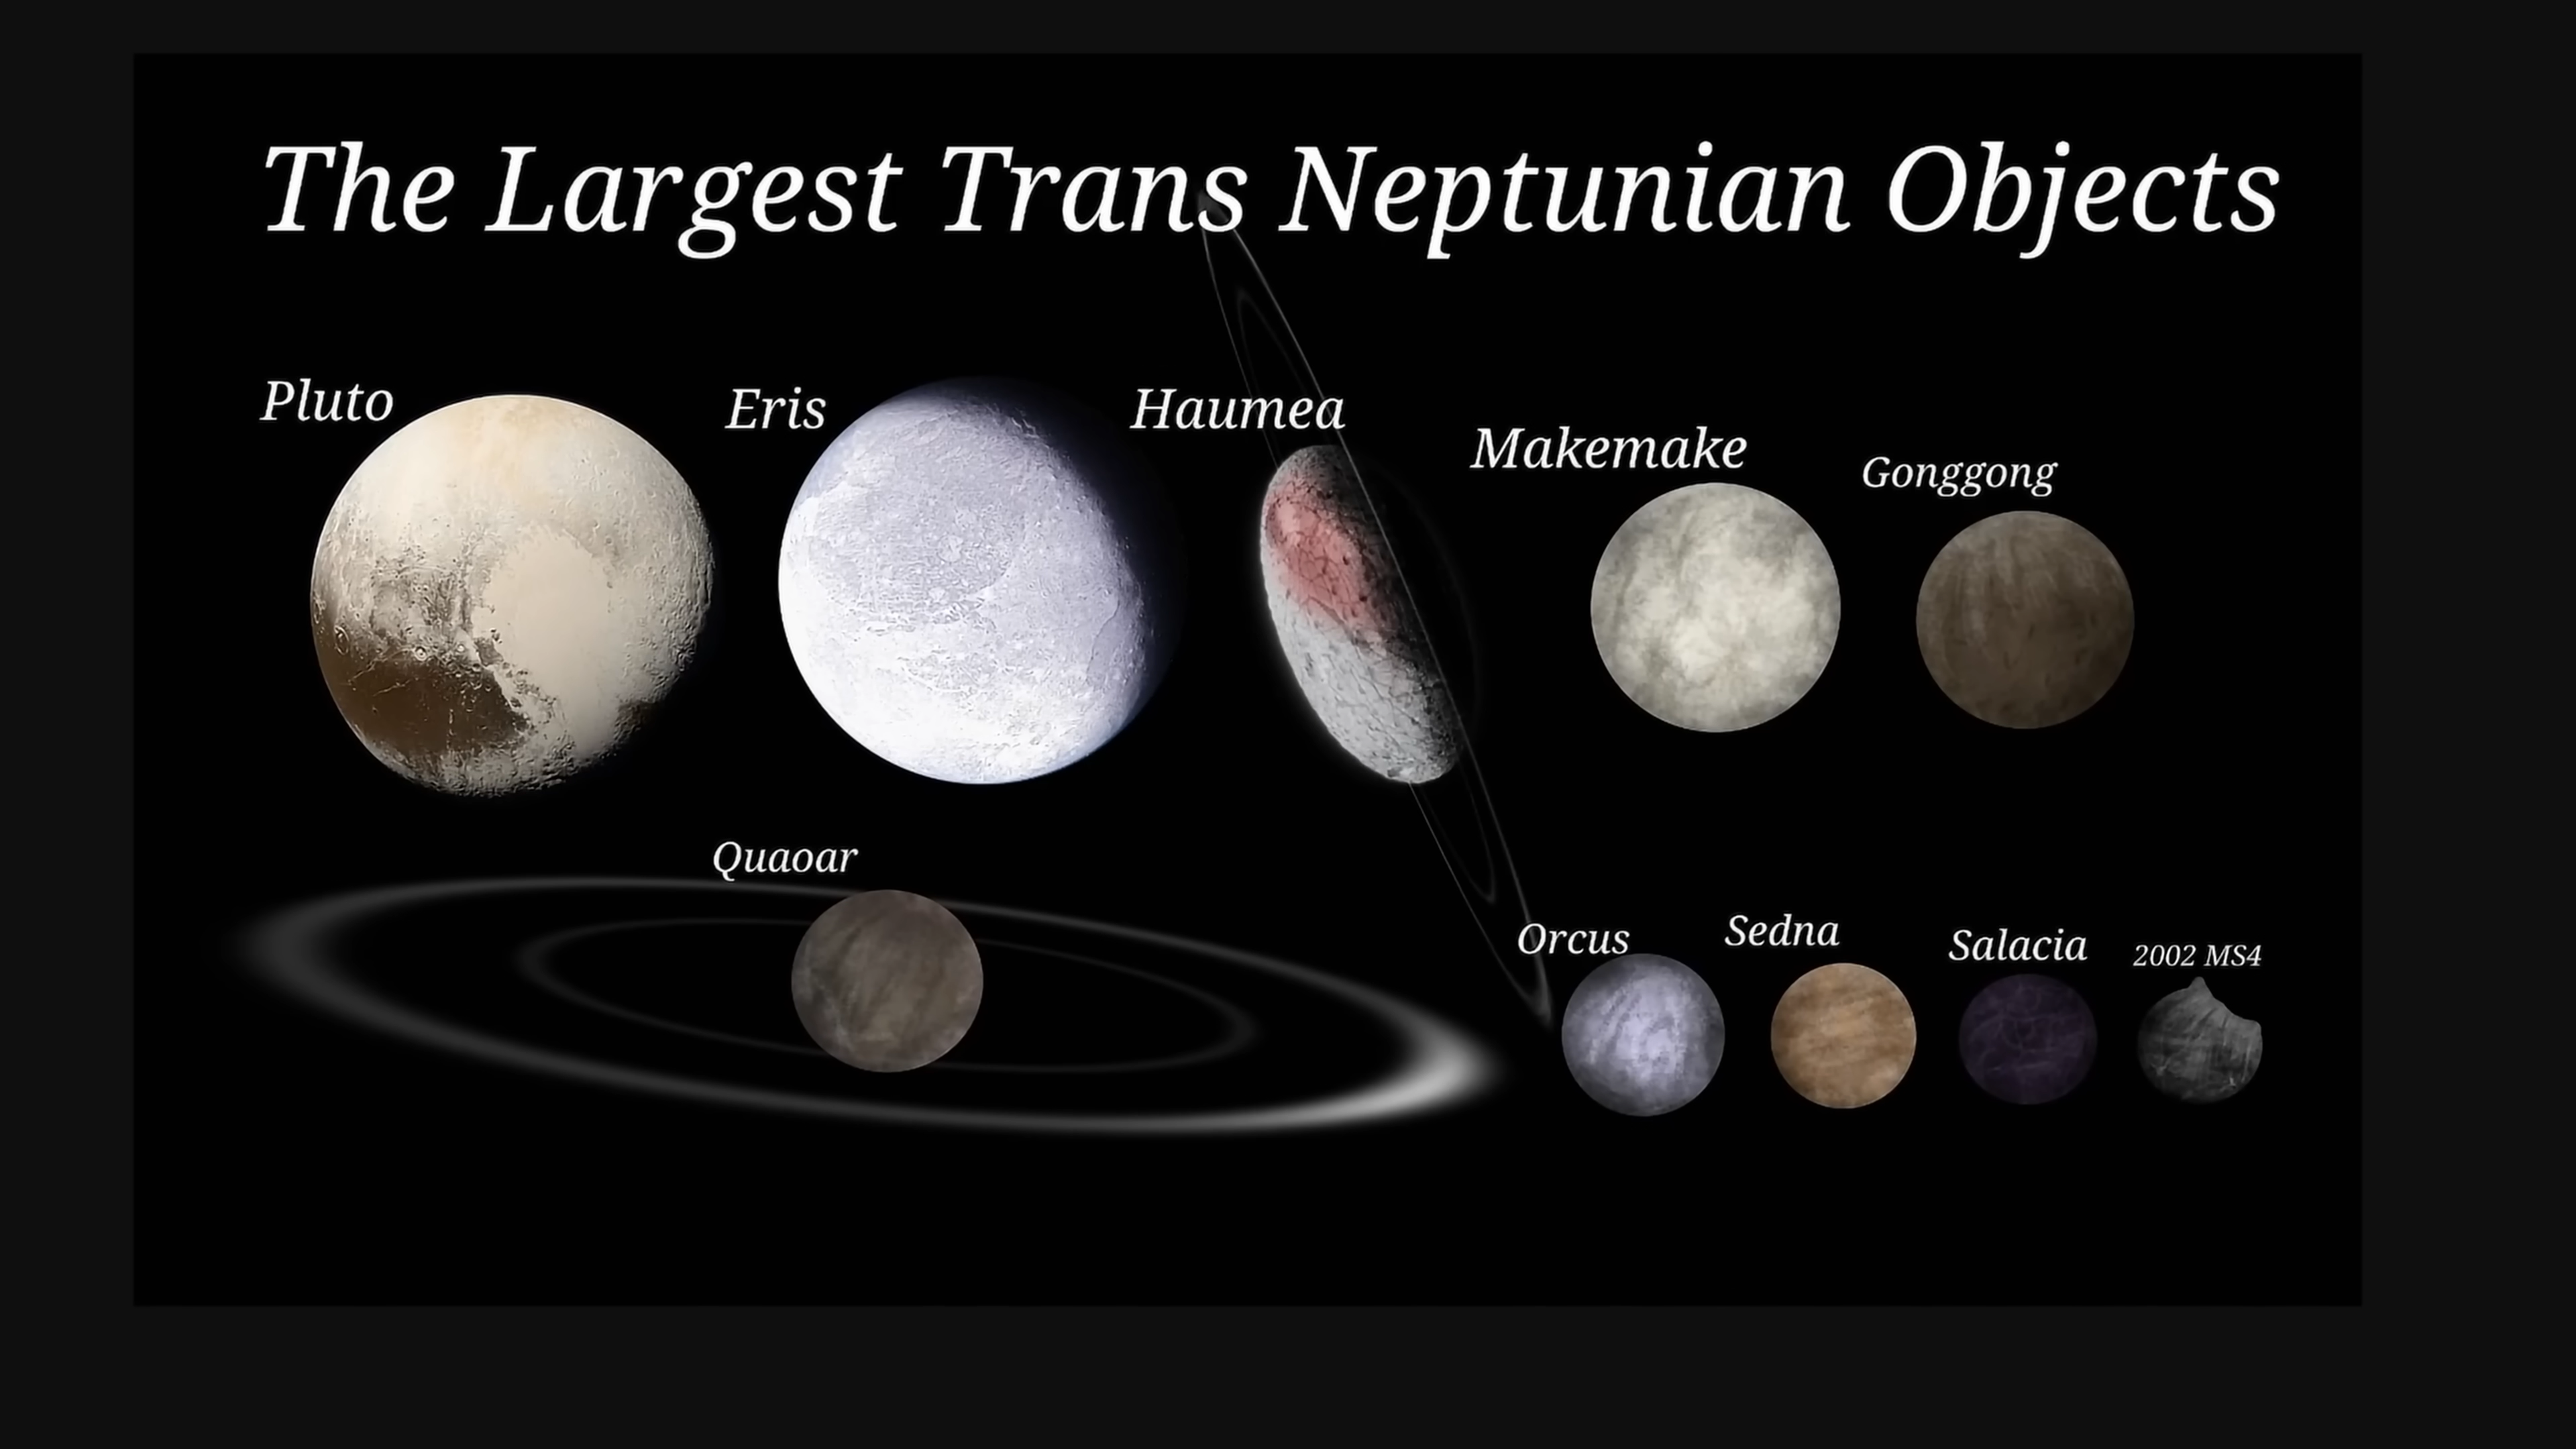 The Largest Trans Neptunian Objects
Pluto
Eris
Haumea
Makemake
Gonggong
Quaoar
Orcus
Sedna
Salacia
2002 MS4